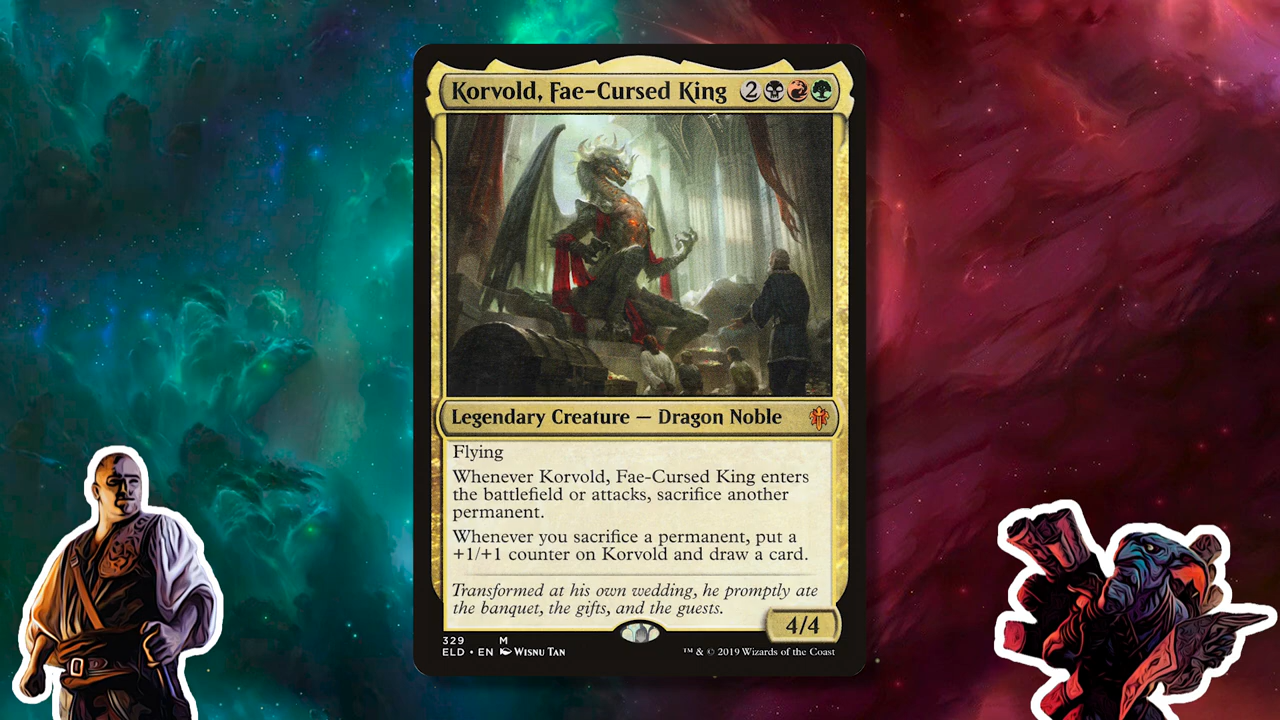 Korvold, Fae-Cursed King 2
Legendary Creature — Dragon Noble
Flying
Whenever Korvold, Fae-Cursed King enters
the battlefield or attacks, sacrifice another
permanent.
Whenever you sacrifice a permanent, put a
+1/+1 counter on Korvold and draw a card.
Transformed at his own wedding, he promptly ate
the banquet, the gifts, and the guests.
4/4
329 M
ELD • EN Wisnu Tan
™ & © 2019 Wizards of the Coast